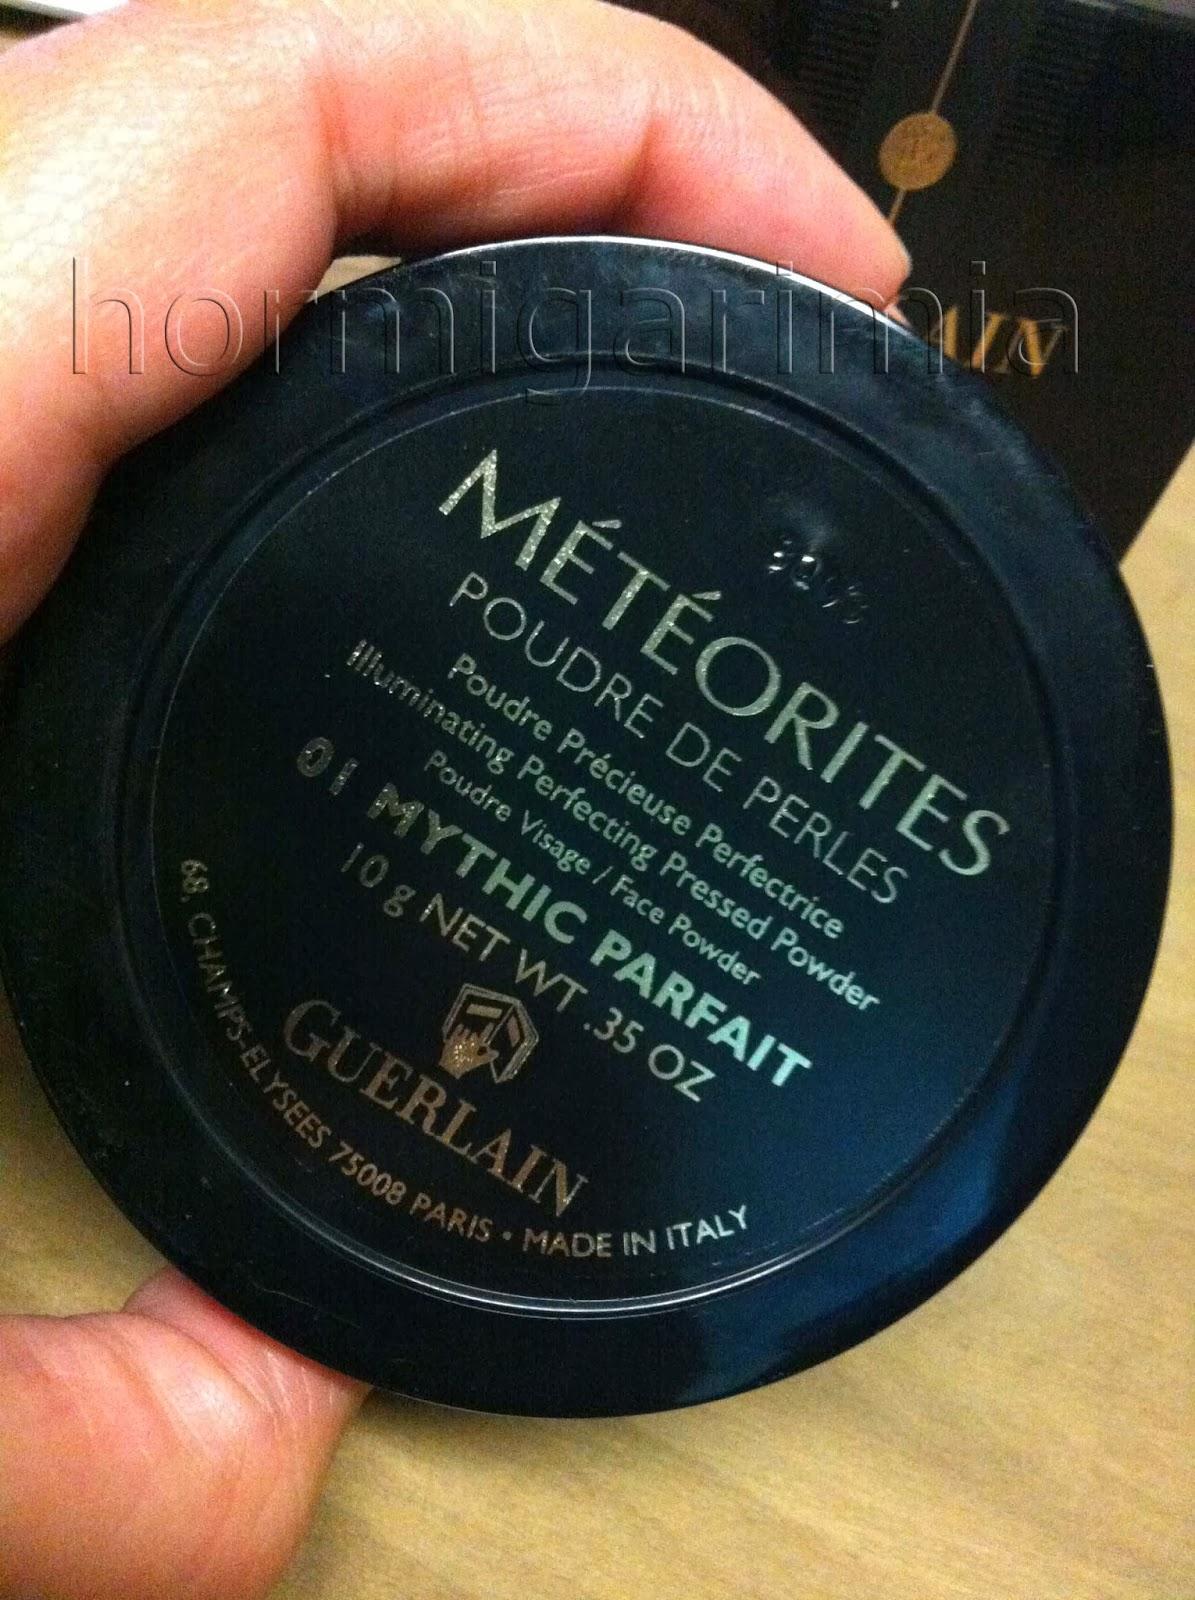 hormigarimia
AIN
MÉTÉORITES
POUDRE DE PERLES
Poudre Précieuse Perfectrice
Illuminating Perfecting Pressed Powder
Poudre Visage / Face Powder
01 MYTHIC PARFAIT
10 g NET WT .35 OZ
GUERLAIN
68, CHAMPS-ELYSEES 75008 PARIS • MADE IN ITALY